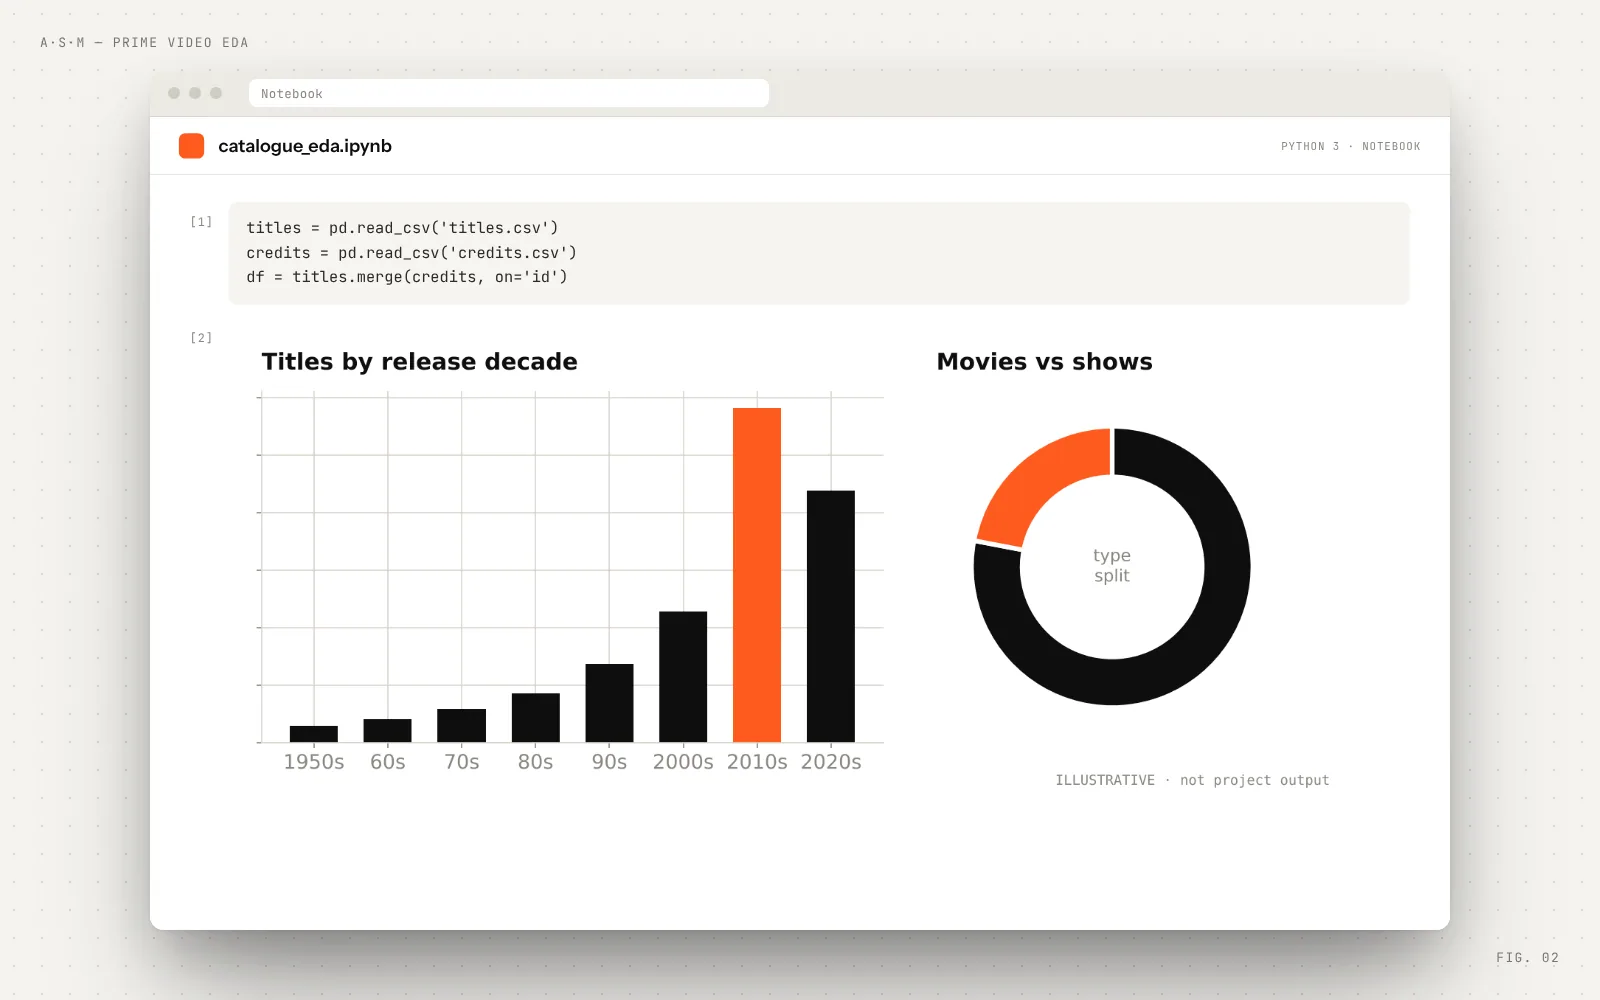 A·S·M — PRIME VIDEO EDA
Notebook
catalogue_eda.ipynb
PYTHON 3 · NOTEBOOK
[1]
titles = pd.read_csv('titles.csv')
credits = pd.read_csv('credits.csv')
df = titles.merge(credits, on='id')
[2]
Titles by release decade
1950s 60s 70s 80s 90s 2000s 2010s 2020s
Movies vs shows
type
split
ILLUSTRATIVE · not project output
FIG. 02